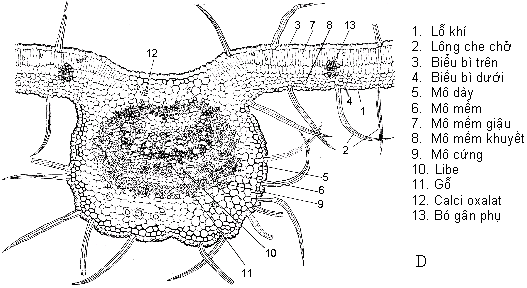 3 7 8 13
12
4 1
2
5
6
9
10
11
1. Lỗ khí
2. Lông che chở
3. Biểu bì trên
4. Biểu bì dưới
5. Mô dầy
6. Mô mềm
7. Mô mềm giậu
8. Mô mềm khuyết
9. Mô cứng
10. Libe
11. Gỗ
12. Calci oxalat
13. Bó gân phụ
D